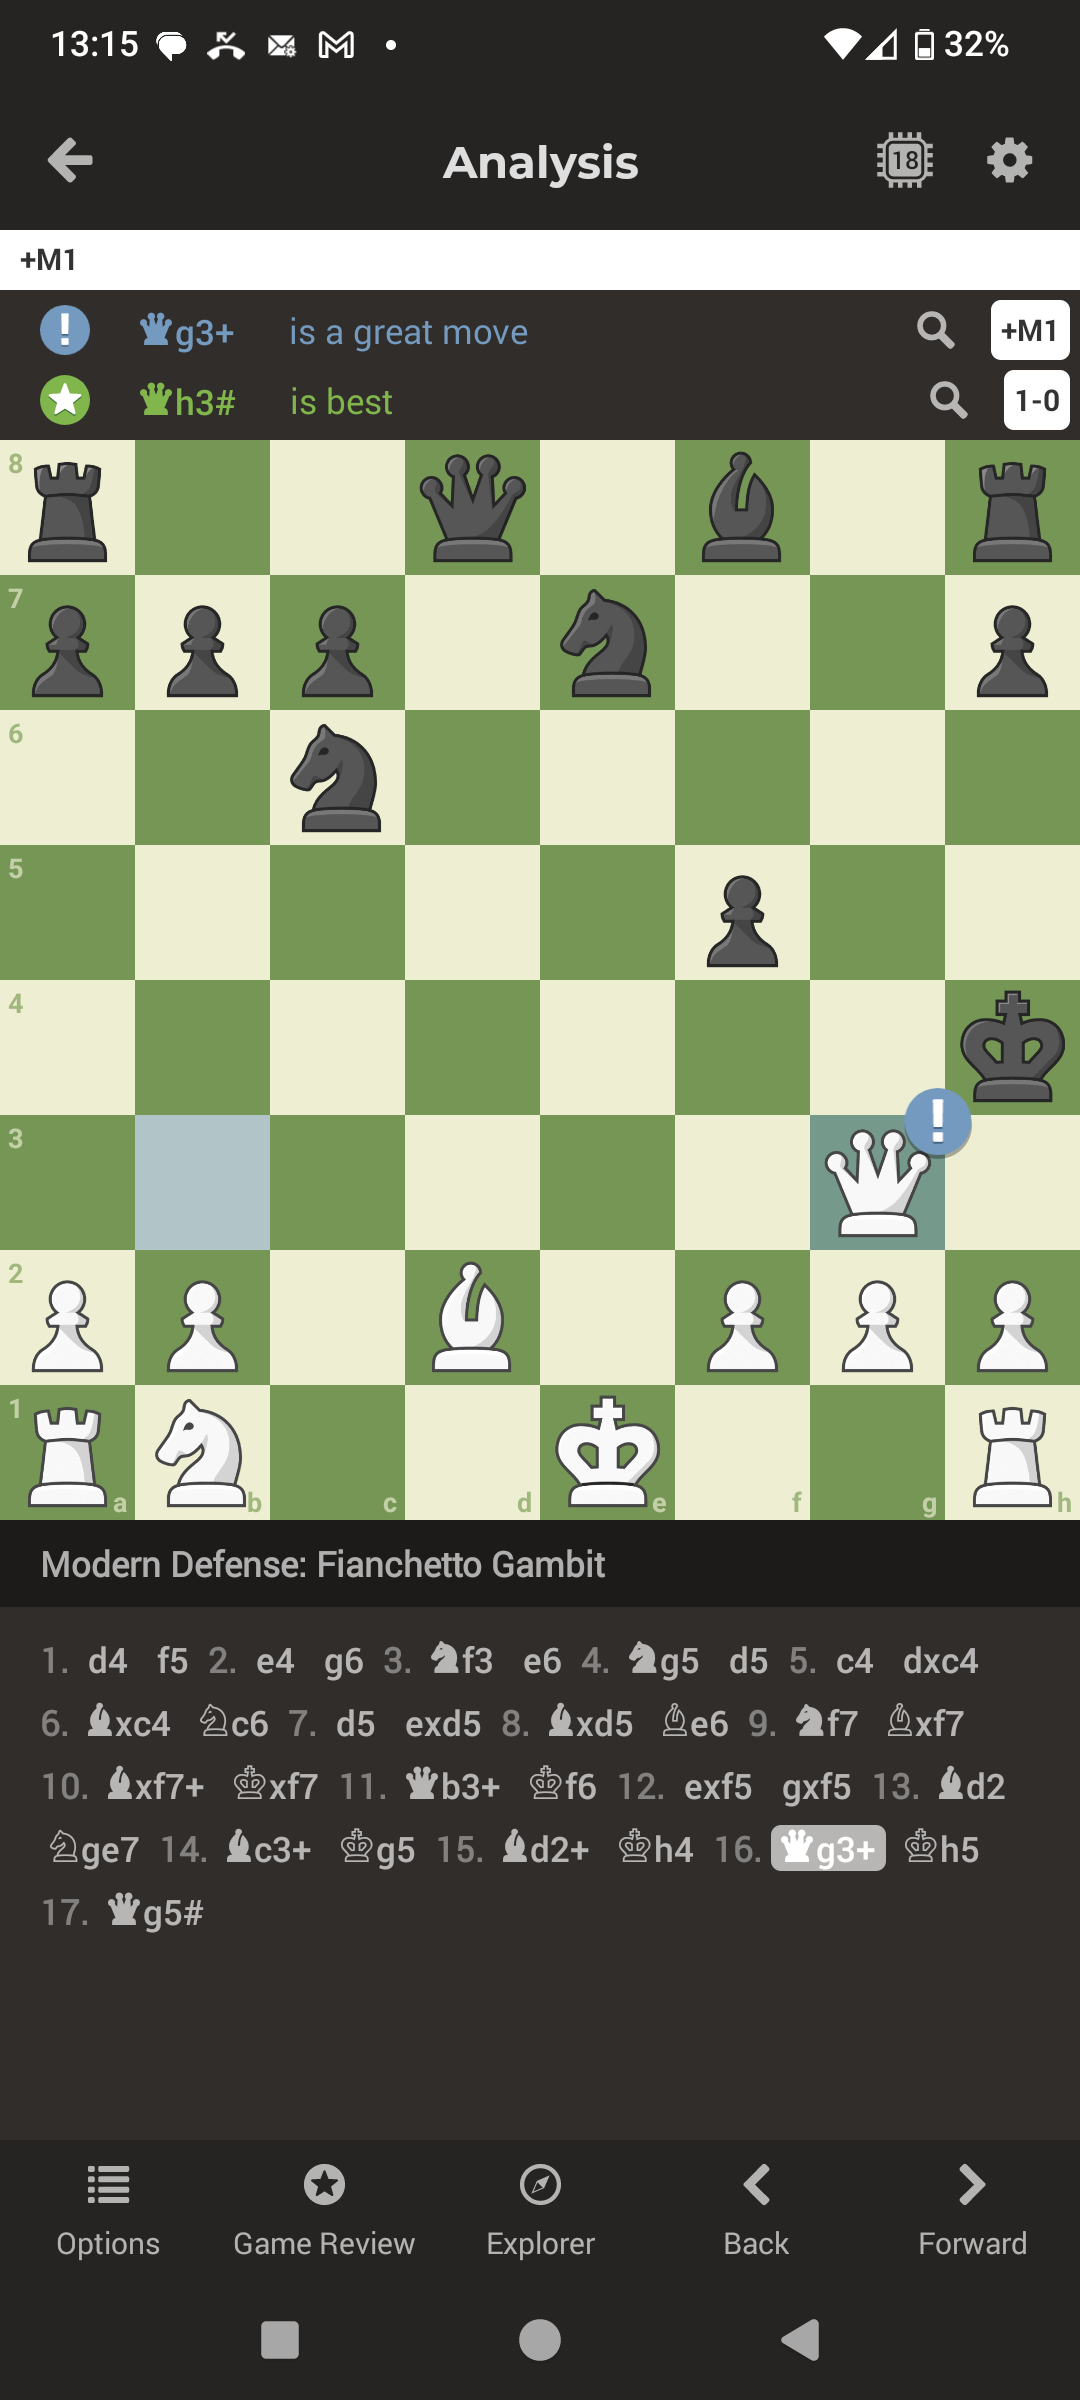 13:15 32%
Analysis 18
+M1
! ♛g3+ is a great move +M1
♛h3# is best 1-0
8
7
6
5
4
!
3
2
1 a b c d e f g h
Modern Defense: Fianchetto Gambit
1. d4 f5 2. e4 g6 3. ♞f3 e6 4. ♞g5 d5 5. c4 dxc4
6. ♝xc4 ♘c6 7. d5 exd5 8. ♝xd5 ♗e6 9. ♞f7 ♗xf7
10. ♝xf7+ ♔xf7 11. ♛b3+ ♔f6 12. exf5 gxf5 13. ♝d2
♘ge7 14. ♝c3+ ♔g5 15. ♝d2+ ♔h4 16. ♛g3+ ♔h5
17. ♛g5#
Options Game Review Explorer Back Forward